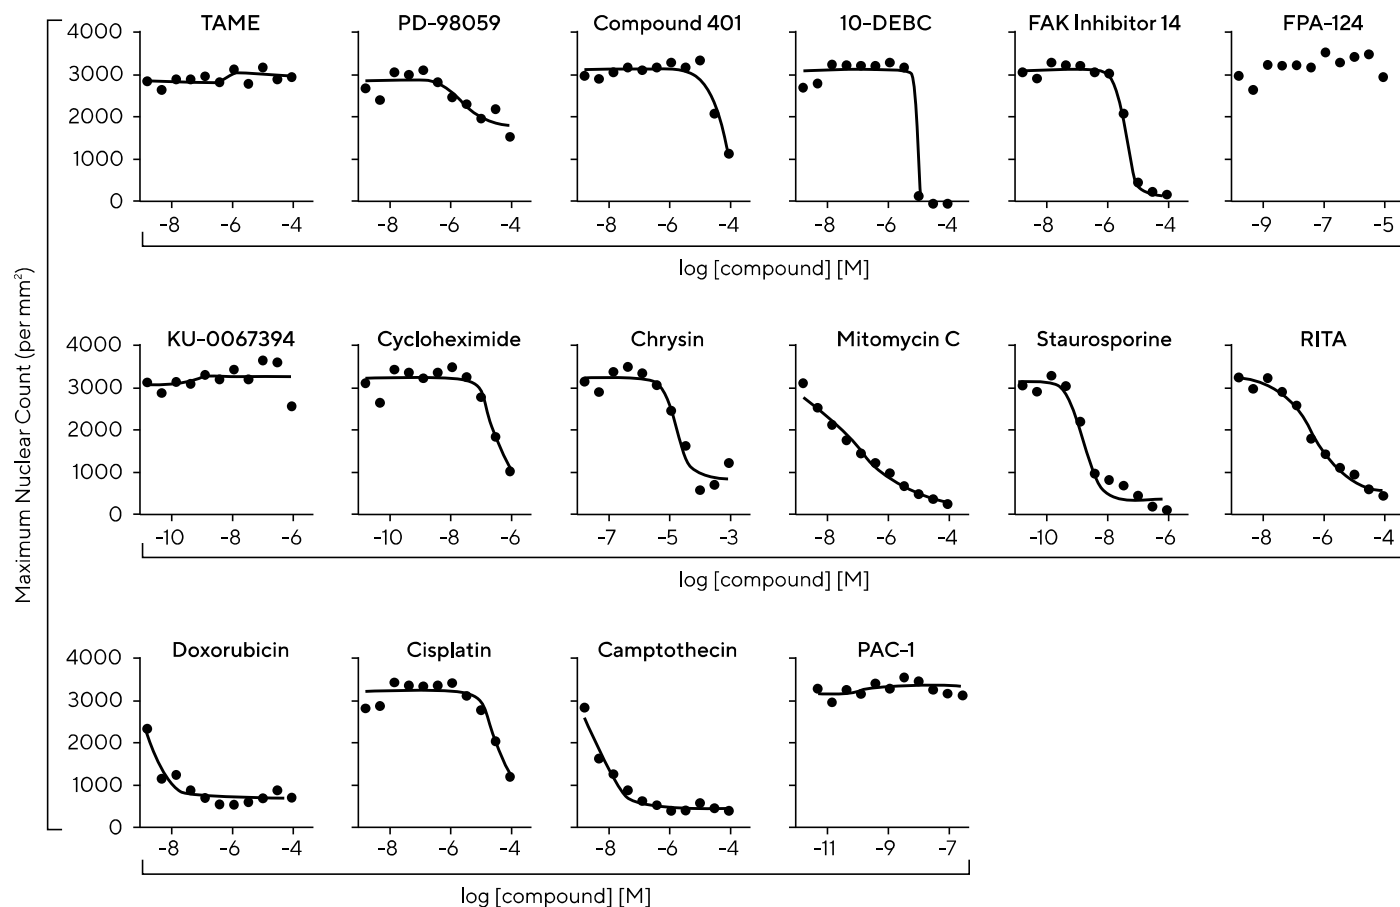 Maximum Nuclear Count (per mm²)
TAME PD-98059 Compound 401 10-DEBC FAK Inhibitor 14 FPA-124
4000
3000
2000
1000
0
-8 -6 -4 -8 -6 -4 -8 -6 -4 -8 -6 -4 -8 -6 -4 -9 -7 -5
log [compound] [M]
KU-0067394 Cycloheximide Chrysin Mitomycin C Staurosporine RITA
4000
3000
2000
1000
0
-10 -8 -6 -10 -8 -6 -7 -5 -3 -8 -6 -4 -10 -8 -6 -8 -6 -4
log [compound] [M]
Doxorubicin Cisplatin Camptothecin PAC-1
4000
3000
2000
1000
0
-8 -6 -4 -8 -6 -4 -8 -6 -4 -11 -9 -7
log [compound] [M]